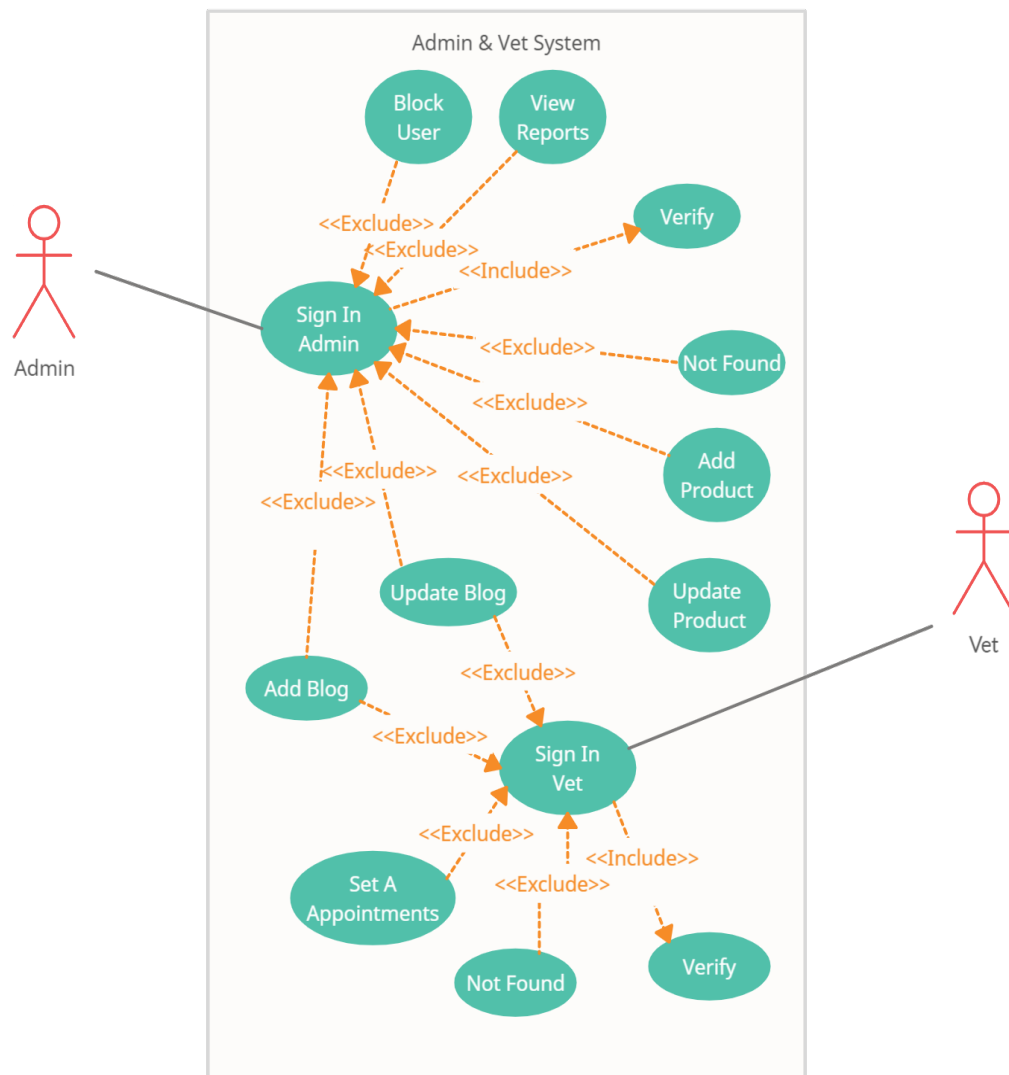 Admin & Vet System
Block
User
View
Reports
Verify
<<Exclude>>
<<Exclude>>
<<Include>>
Sign In
Admin
Admin
<<Exclude>>
Not Found
<<Exclude>>
Add
Product
<<Exclude>>
<<Exclude>>
<<Exclude>>
Update Blog
Update
Product
Vet
<<Exclude>>
Add Blog
<<Exclude>>
Sign In
Vet
<<Exclude>>
<<Include>>
<<Exclude>>
Set A
Appointments
Verify
Not Found